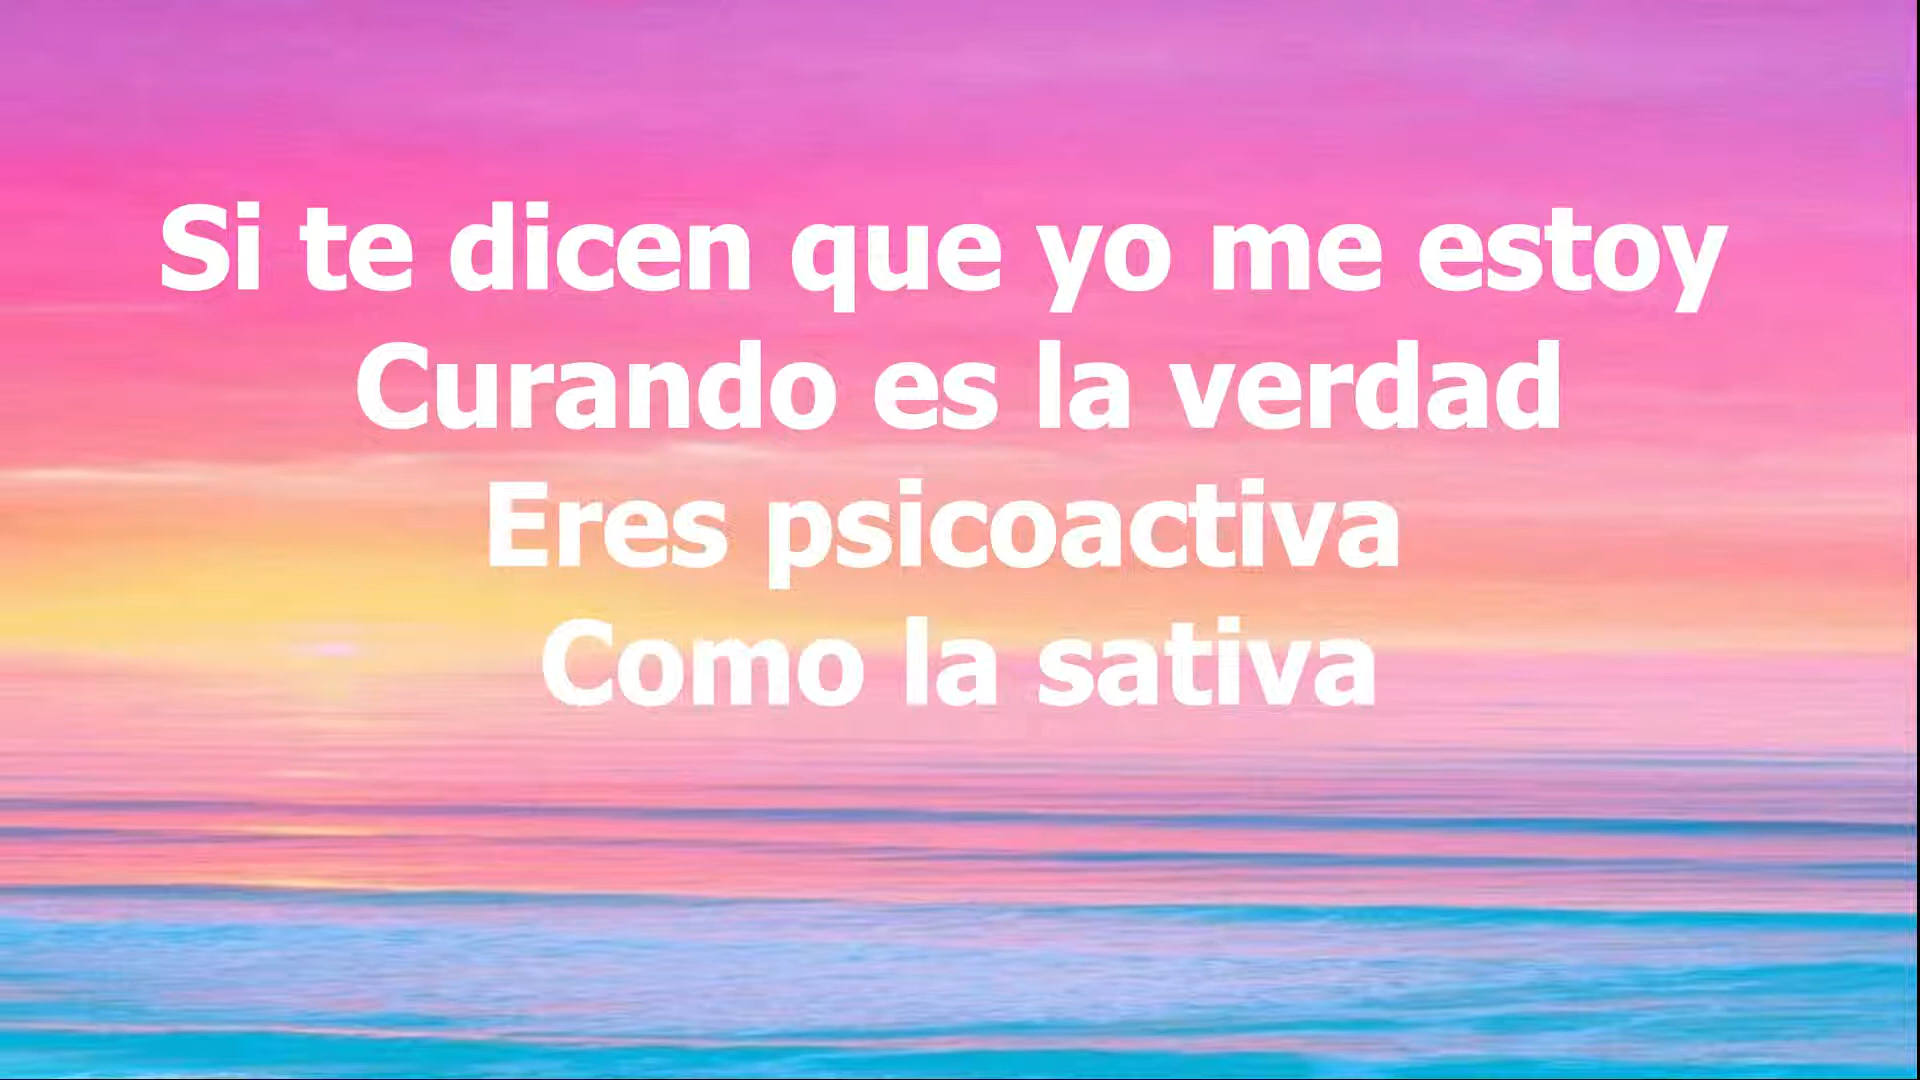 Si te dicen que yo me estoy
Curando es la verdad
Eres psicoactiva
Como la sativa